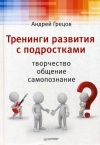 Андрей Грецов
Тренинги развития
с подростками
творчество
общение
самопознание